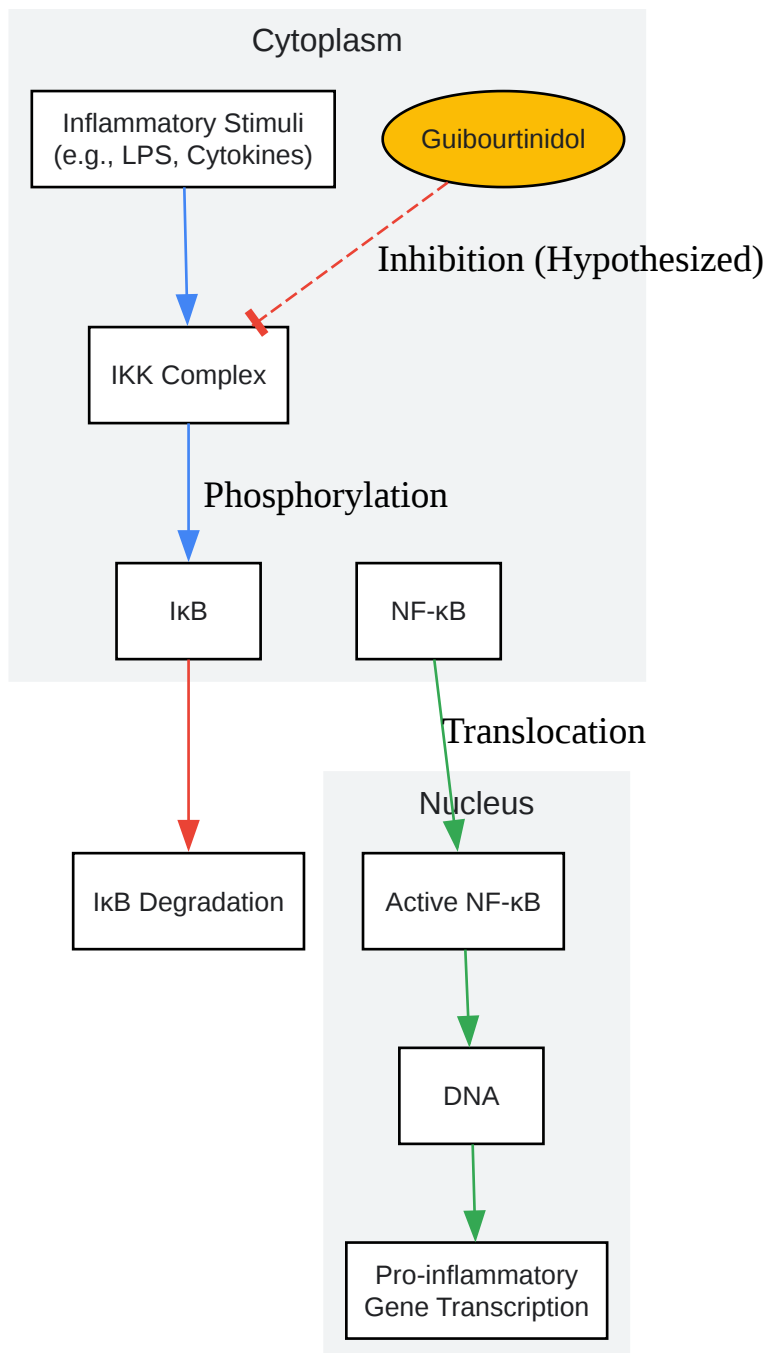 Cytoplasm
Inflammatory Stimuli
(e.g., LPS, Cytokines)
Guibourtinidol
Inhibition (Hypothesized)
IKK Complex
Phosphorylation
IκB
NF-κB
Translocation
Nucleus
IκB Degradation
Active NF-κB
DNA
Pro-inflammatory
Gene Transcription